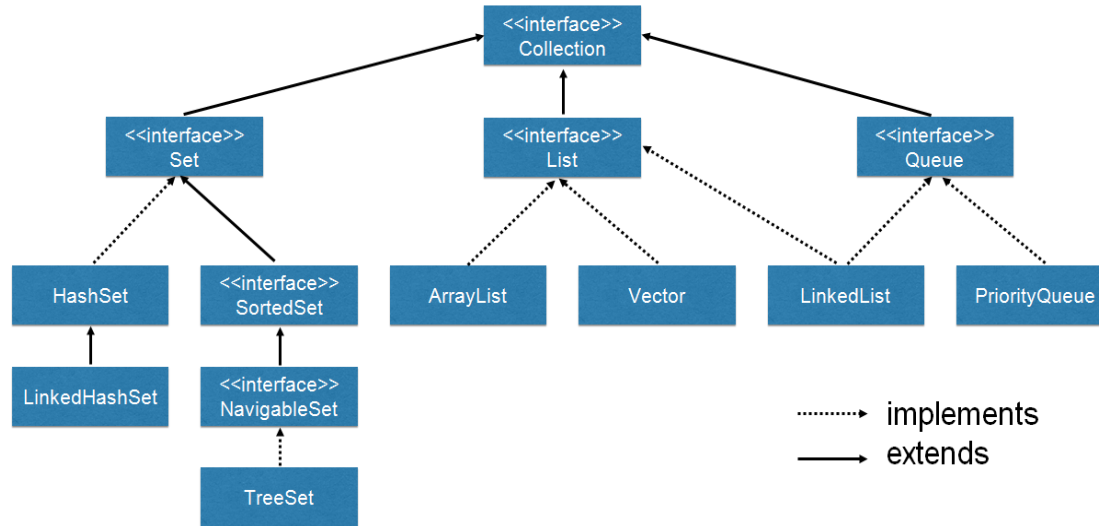 <<interface>>
Collection
<<interface>>
Set
<<interface>>
List
<<interface>>
Queue
HashSet
<<interface>>
SortedSet
ArrayList
Vector
LinkedList
PriorityQueue
LinkedHashSet
<<interface>>
NavigableSet
TreeSet
implements
extends